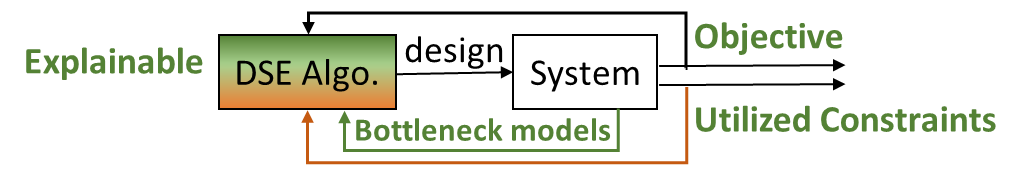 Explainable
DSE Algo.
design
System
Objective
Utilized Constraints
Bottleneck models